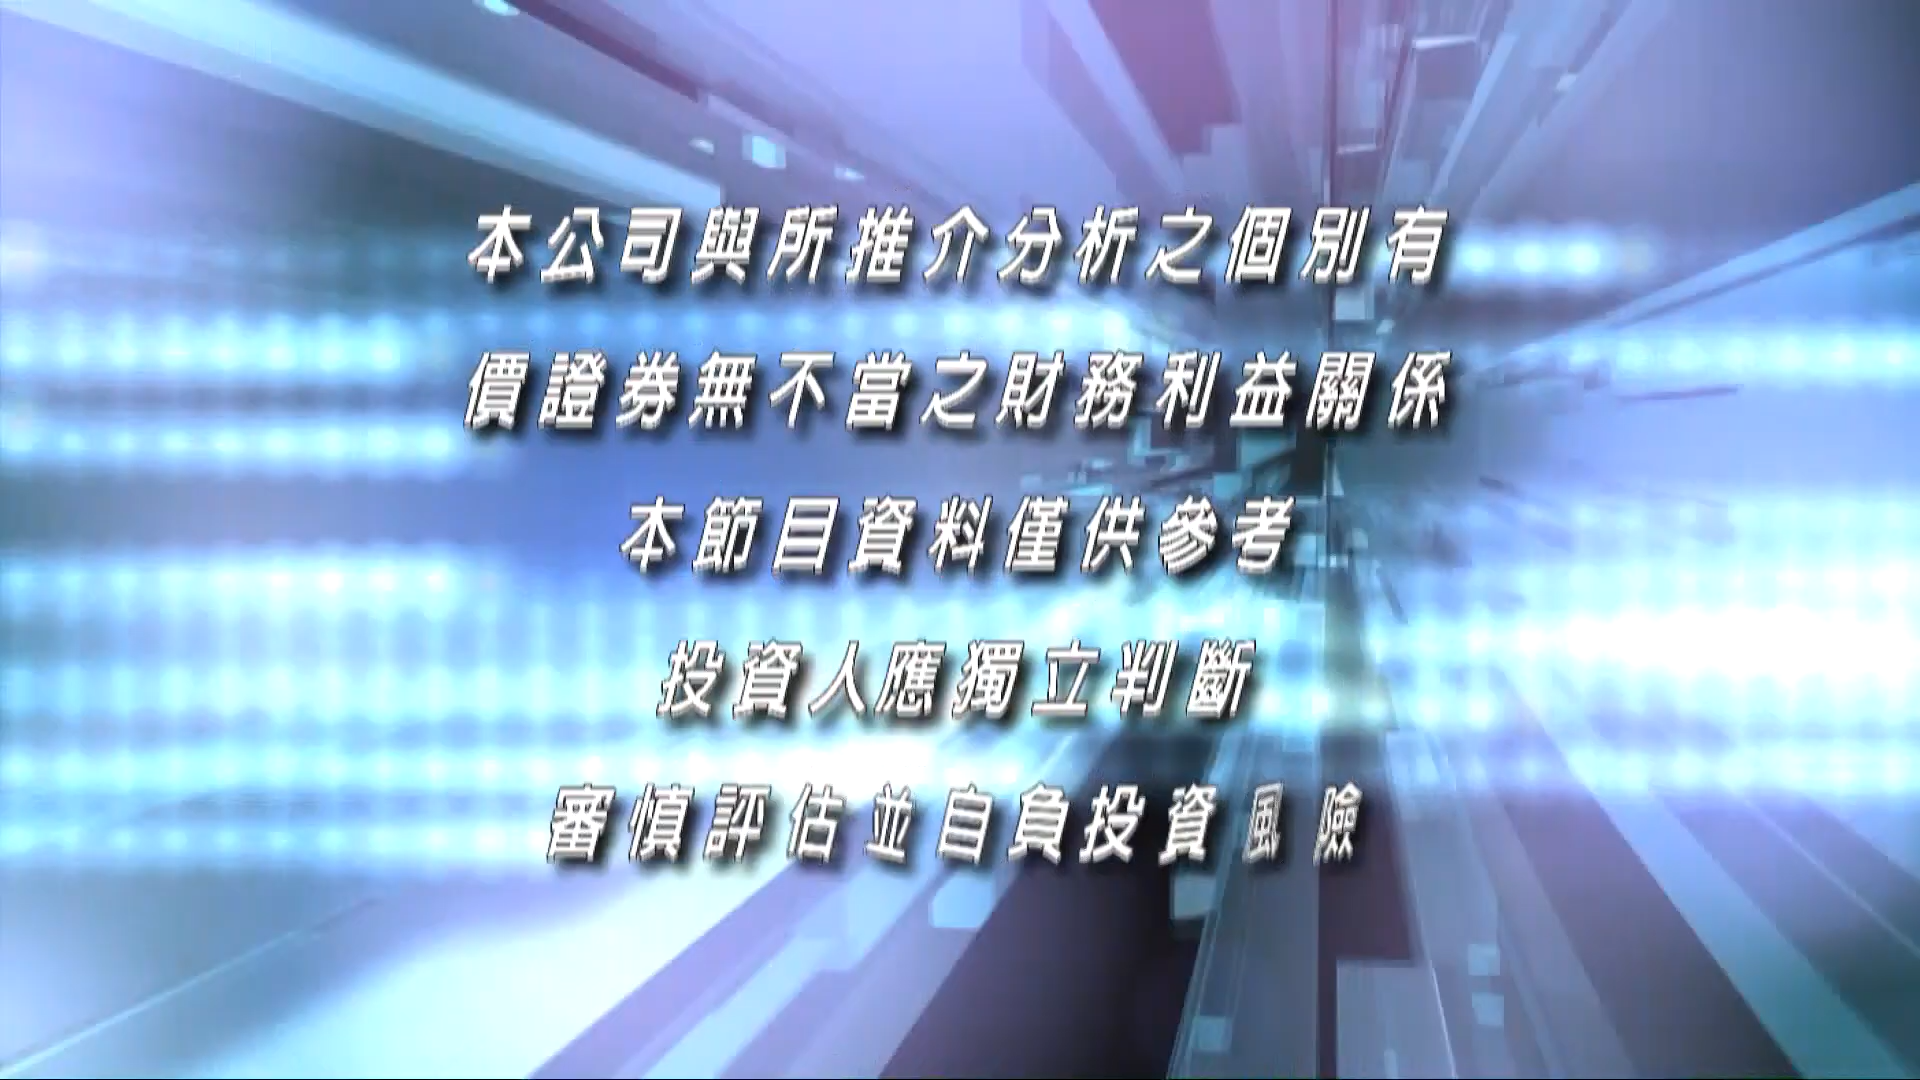 本公司與所推介分析之個別有
價證券無不當之財務利益關係
本節目資料僅供參考
投資人應獨立判斷
審慎評估並自負投資風險